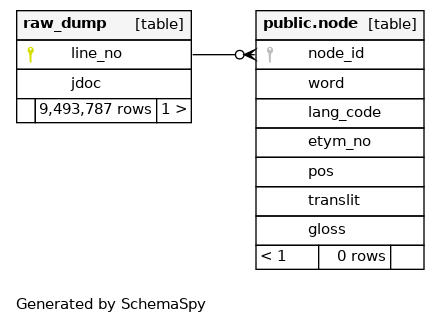 raw_dump [table]
line_no
jdoc
9,493,787 rows 1 >
public.node [table]
node_id
word
lang_code
etym_no
pos
translit
gloss
< 1 0 rows
Generated by SchemaSpy